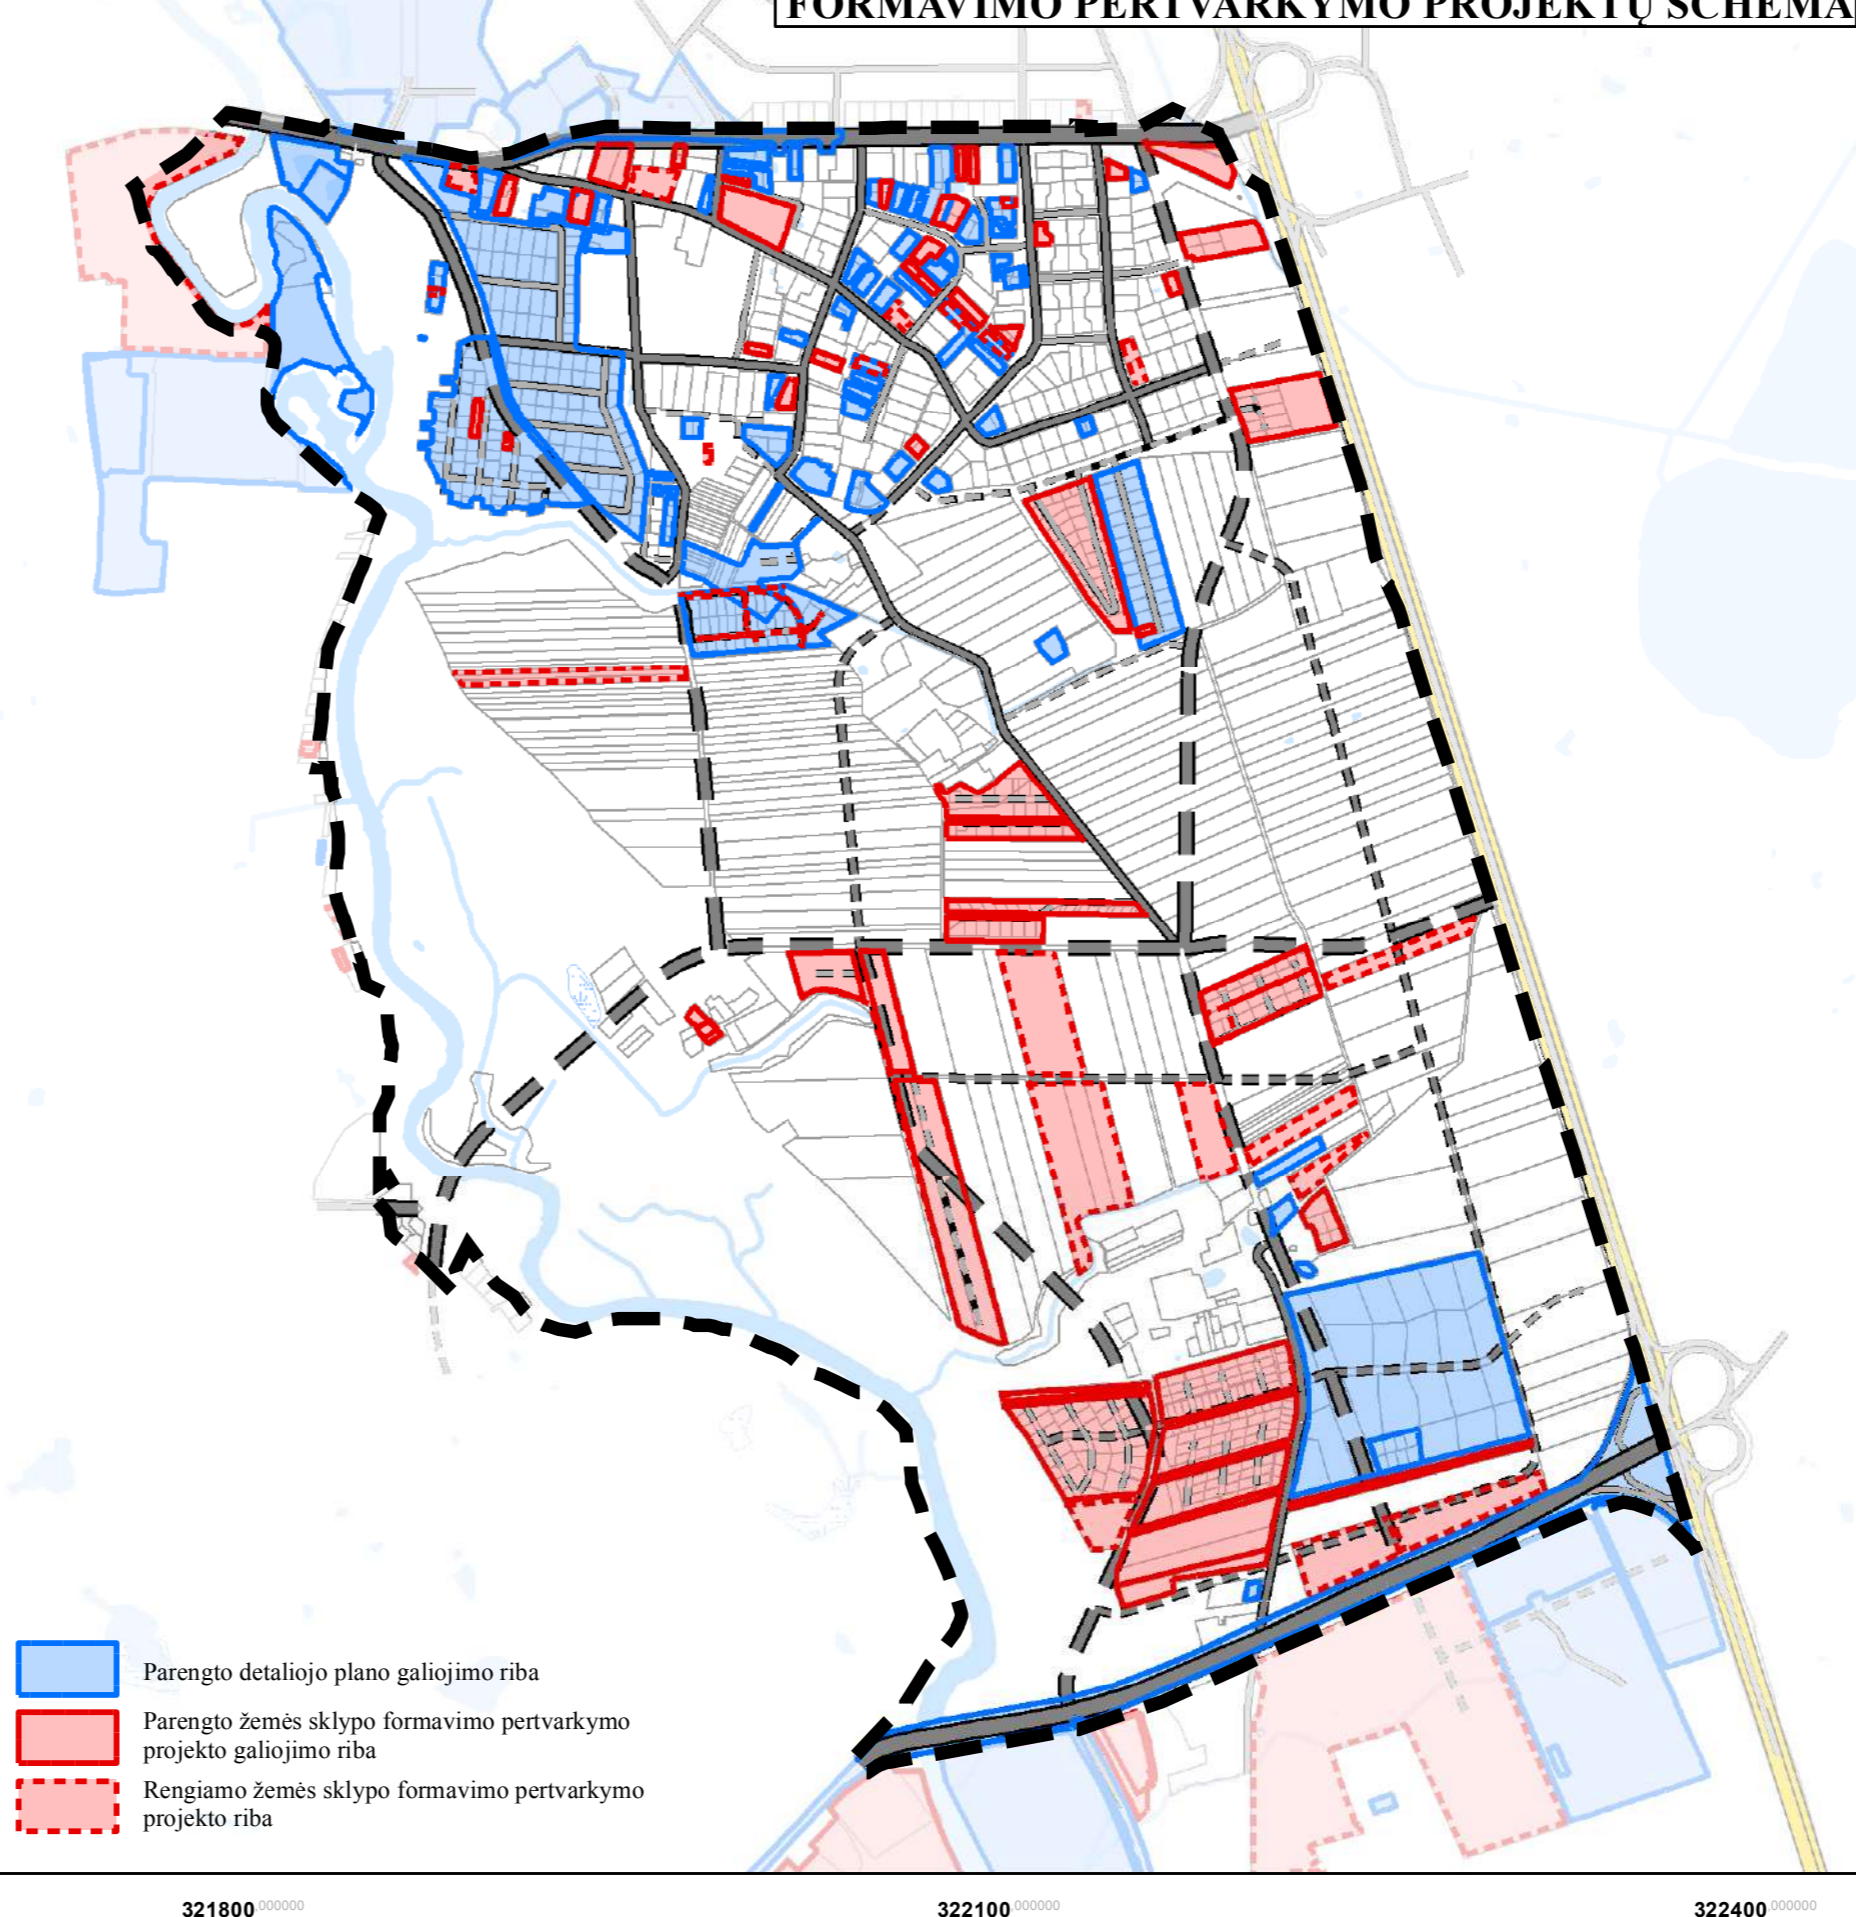 FORMAVIMO PERTVARKYMO PROJEKTŲ SCHEMA
Parengto detaliojo plano galiojimo riba
Parengto žemės sklypo formavimo pertvarkymo
projekto galiojimo riba
Rengiamo žemės sklypo formavimo pertvarkymo
projekto riba
321800.000000 322100.000000 322400.000000